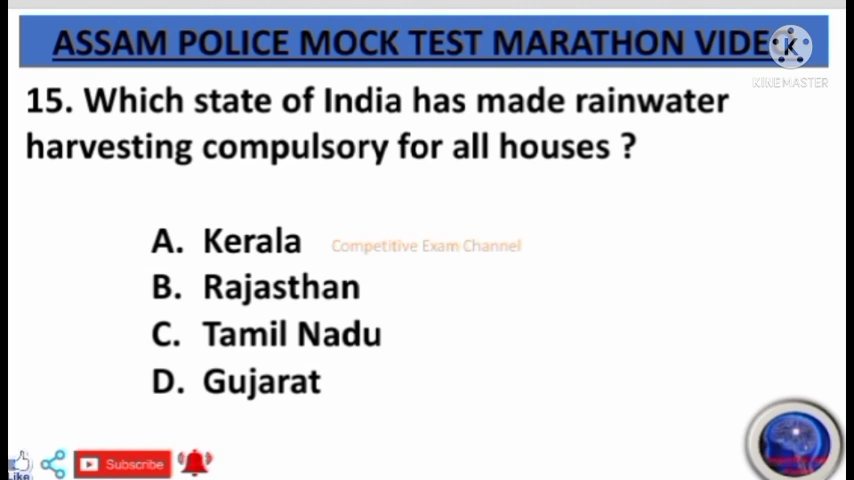 ASSAM POLICE MOCK TEST MARATHON VIDE
KINEMASTER
15. Which state of India has made rainwater
harvesting compulsory for all houses ?
A. Kerala
Competitive Exam Channel
B. Rajasthan
C. Tamil Nadu
D. Gujarat
Like
Subscribe